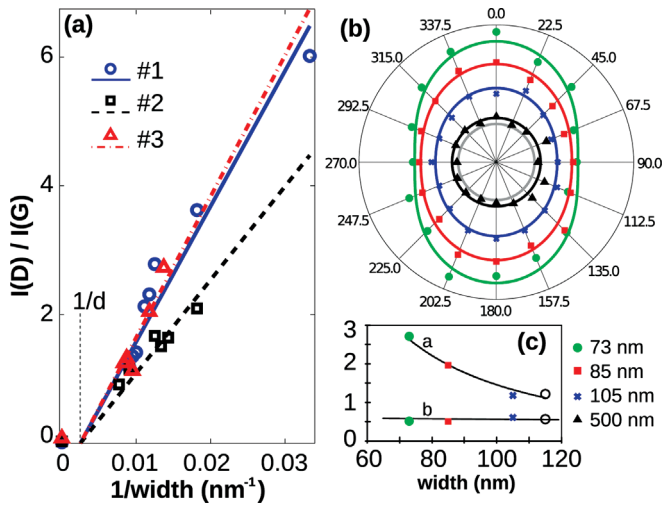 (a)
6
4
2
0
I(D) / I(G)
#1
#2
#3
1/d
0
0.01
0.02
0.03
1/width (nm⁻¹)
(b)
0.0
22.5
45.0
67.5
90.0
112.5
135.0
157.5
180.0
202.5
225.0
247.5
270.0
292.5
315.0
337.5
(c)
3
2
1
0
a
b
60
80
100
120
width (nm)
73 nm
85 nm
105 nm
500 nm